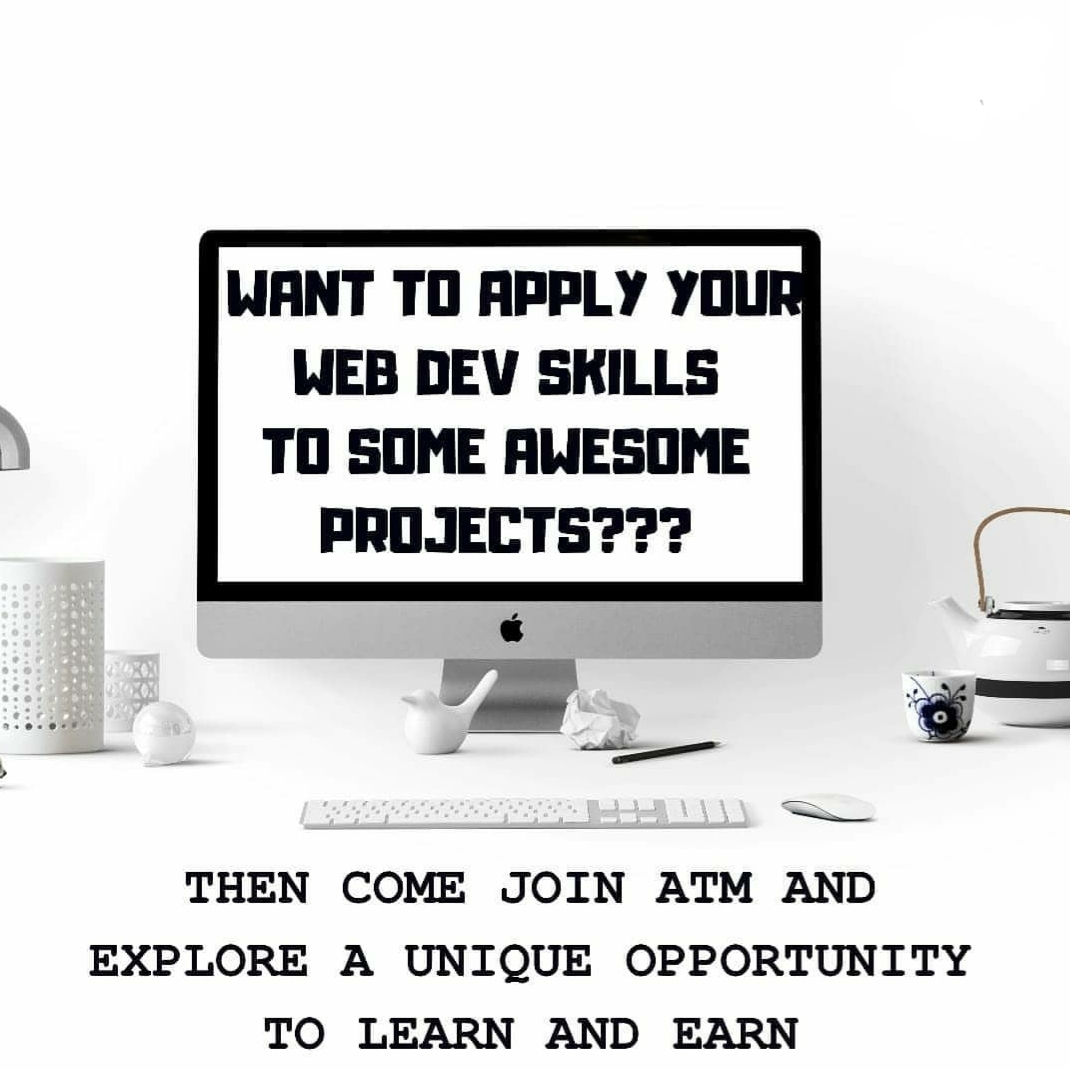 WANT TO APPLY YOUR
WEB DEV SKILLS
TO SOME AWESOME
PROJECTS???
THEN COME JOIN ATM AND
EXPLORE A UNIQUE OPPORTUNITY
TO LEARN AND EARN